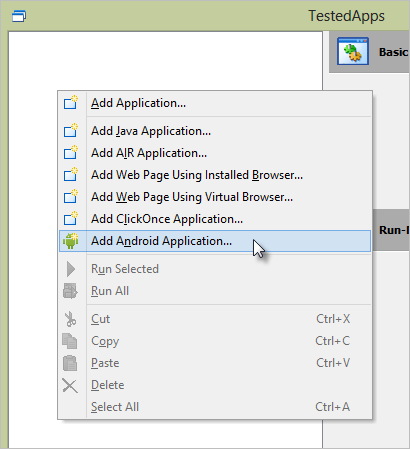 TestedApps
Basic
Add Application...
Add Java Application...
Add AIR Application...
Add Web Page Using Installed Browser...
Add Web Page Using Virtual Browser...
Add ClickOnce Application...
Run-
Add Android Application...
Run Selected
Run All
Cut Ctrl+X
Copy Ctrl+C
Paste Ctrl+V
Delete
Select All Ctrl+A